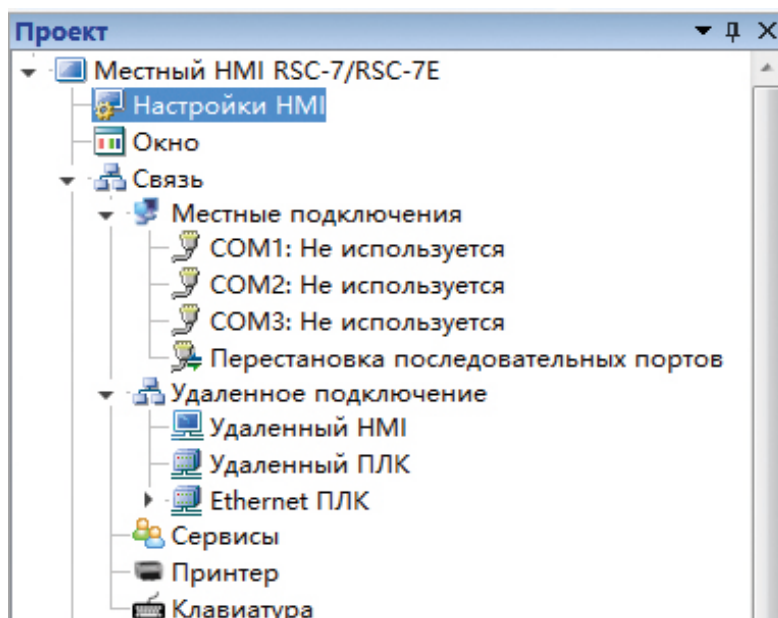 Проект
Местный HMI RSC-7/RSC-7E
Настройки HMI
Окно
Связь
Местные подключения
COM1: Не используется
COM2: Не используется
COM3: Не используется
Перестановка последовательных портов
Удаленное подключение
Удаленный HMI
Удаленный ПЛК
Ethernet ПЛК
Сервисы
Принтер
Клавиатура